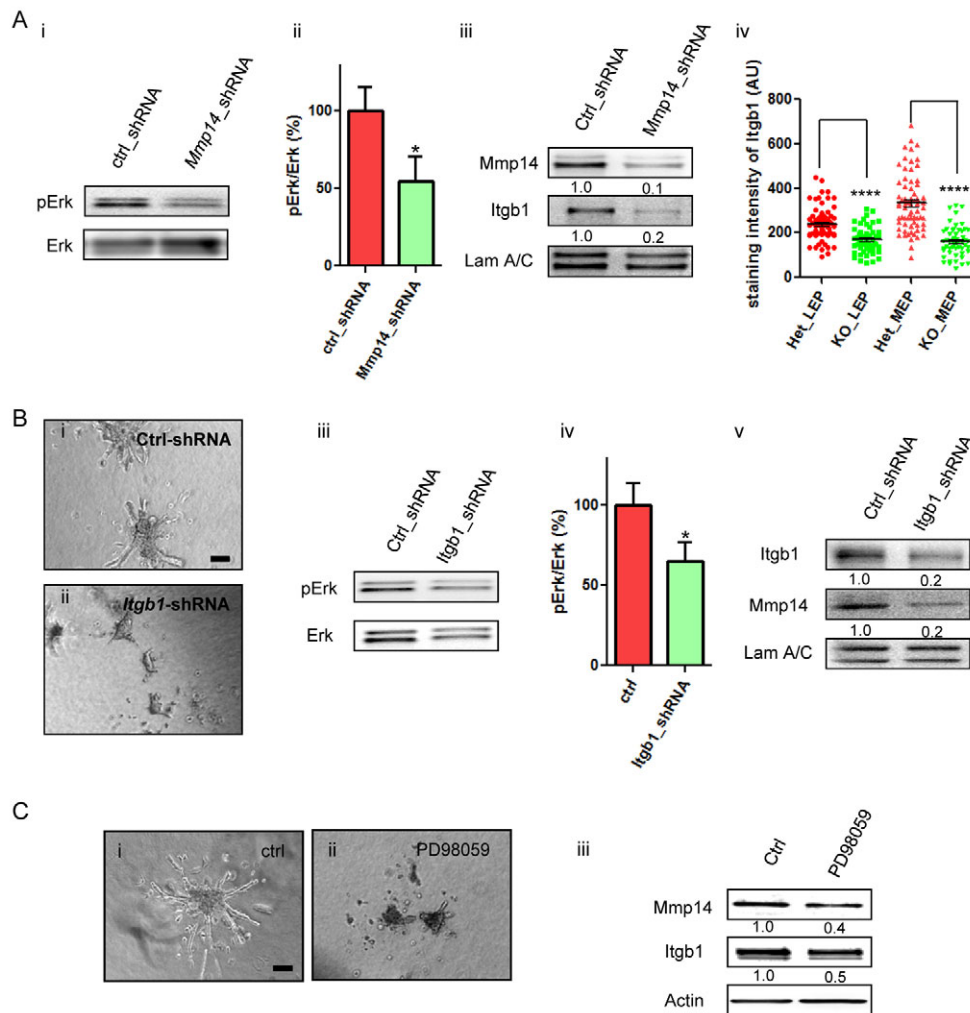 A
i
ctrl_shRNA
Mmp14_shRNA
pErk
Erk
ii
pErk/Erk (%)
100
50
0
*
ctrl_shRNA
Mmp14_shRNA
iii
Ctrl_shRNA
Mmp14_shRNA
Mmp14
1.0 0.1
Itgb1
1.0 0.2
Lam A/C
iv
staining intensity of Itgb1 (AU)
800
600
400
200
0
**** ****
Het_LEP
KO_LEP
Het_MEP
KO_MEP
B
i
Ctrl-shRNA
ii
Itgb1-shRNA
iii
Ctrl_shRNA
Itgb1_shRNA
pErk
Erk
iv
pErk/Erk (%)
100
50
0
*
ctrl
Itgb1_shRNA
v
Ctrl_shRNA
Itgb1_shRNA
Itgb1
1.0 0.2
Mmp14
1.0 0.2
Lam A/C
C
i
ctrl
ii
PD98059
iii
Ctrl
PD98059
Mmp14
1.0 0.4
Itgb1
1.0 0.5
Actin